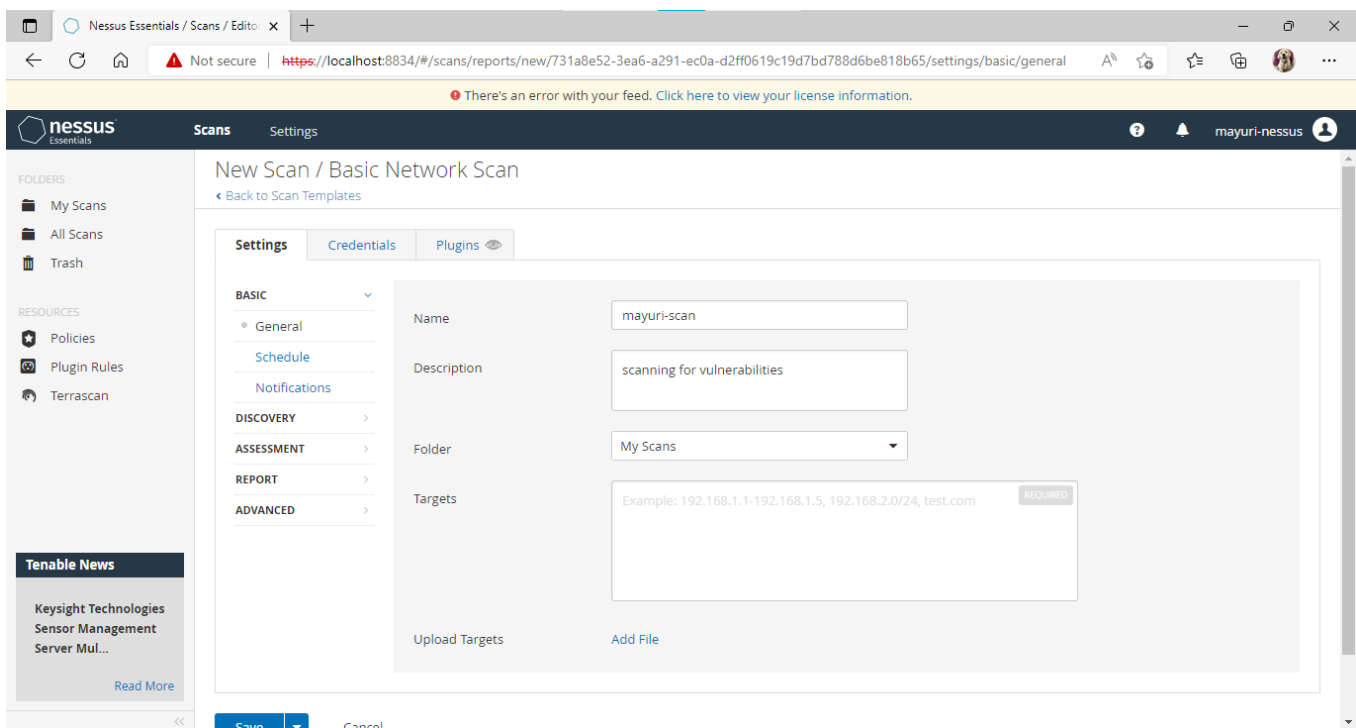 Nessus Essentials / Scans / Edito
Not secure https://localhost:8834/#/scans/reports/new/731a8e52-3ea6-a291-ec0a-d2ff0619c19d7bd788d6be818b65/settings/basic/general
There's an error with your feed. Click here to view your license information.
nessus
Essentials
Scans Settings
mayuri-nessus
FOLDERS
My Scans
All Scans
Trash
RESOURCES
Policies
Plugin Rules
Terrascan
Tenable News
Keysight Technologies
Sensor Management
Server Mul...
Read More
New Scan / Basic Network Scan
Back to Scan Templates
Settings Credentials Plugins
BASIC
General
Schedule
Notifications
DISCOVERY
ASSESSMENT
REPORT
ADVANCED
Name mayuri-scan
Description scanning for vulnerabilities
Folder My Scans
Targets Example: 192.168.1.1-192.168.1.5, 192.168.2.0/24, test.com REQUIRED
Upload Targets Add File
Save Cancel